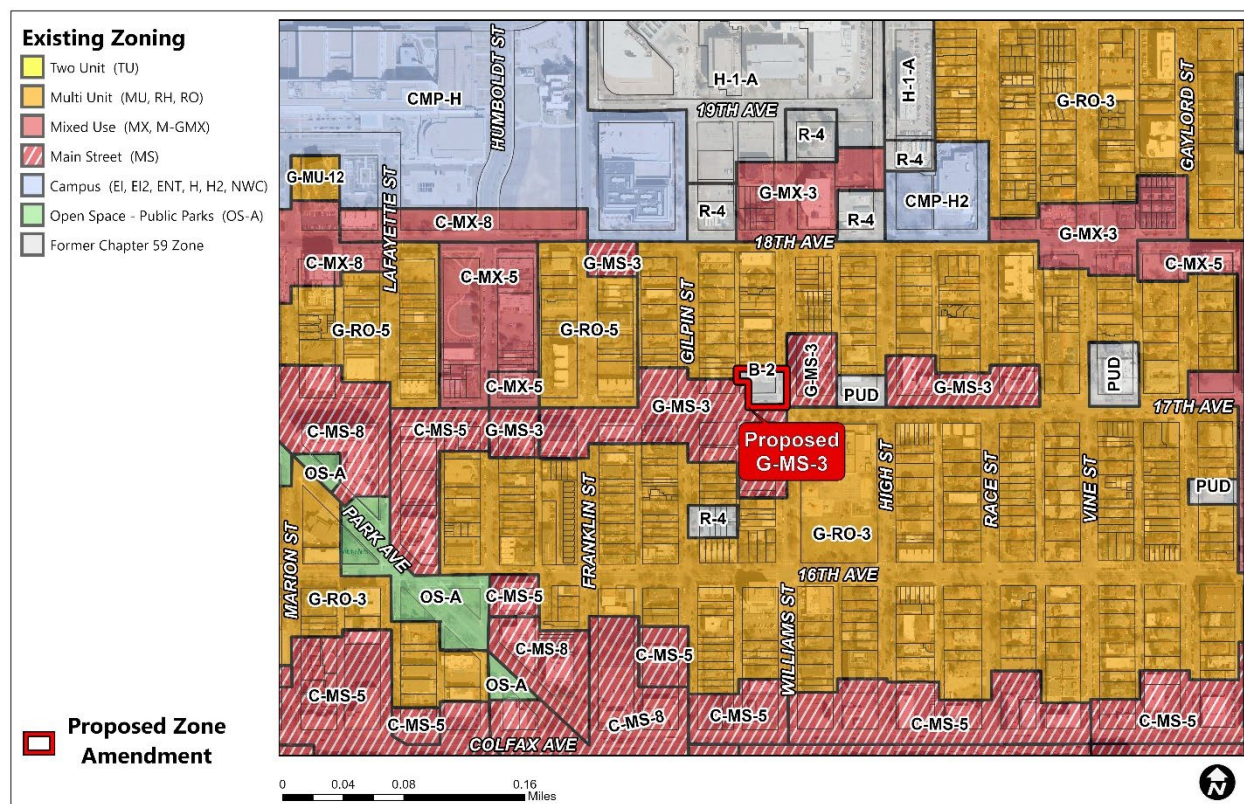 Existing Zoning
Two Unit (TU)
Multi Unit (MU, RH, RO)
Mixed Use (MX, M-GMX)
Main Street (MS)
Campus (EI, EI2, ENT, H, H2, NWC)
Open Space - Public Parks (OS-A)
Former Chapter 59 Zone
Proposed Zone
Amendment
HUMBOLDT ST
H-1-A
H-1-A
GAYLORD ST
CMP-H
G-RO-3
19TH AVE
R-4
R-4
G-MU-12
LAFAYETTE ST
G-MX-3
R-4
R-4
CMP-H2
C-MX-8
G-MX-3
18TH AVE
C-MX-8
G-MS-3
C-MX-5
C-MX-5
G-RO-5
G-RO-5
GILPIN ST
B-2
G-MS-3
PUD
C-MX-5
PUD
G-MS-3
G-MS-3
17TH AVE
C-MS-8
C-MS-5
G-MS-3
Proposed
G-MS-3
OS-A
FRANKLIN ST
HIGH ST
RACE ST
VINE ST
PUD
MARION ST
PARK AVE
R-4
G-RO-3
16TH AVE
G-RO-3
OS-A
C-MS-5
WILLIAMS ST
C-MS-8
C-MS-5
OS-A
C-MS-5
C-MS-5
C-MS-8
C-MS-5
C-MS-5
C-MS-5
COLFAX AVE
0 0.04 0.08 0.16
Miles
N